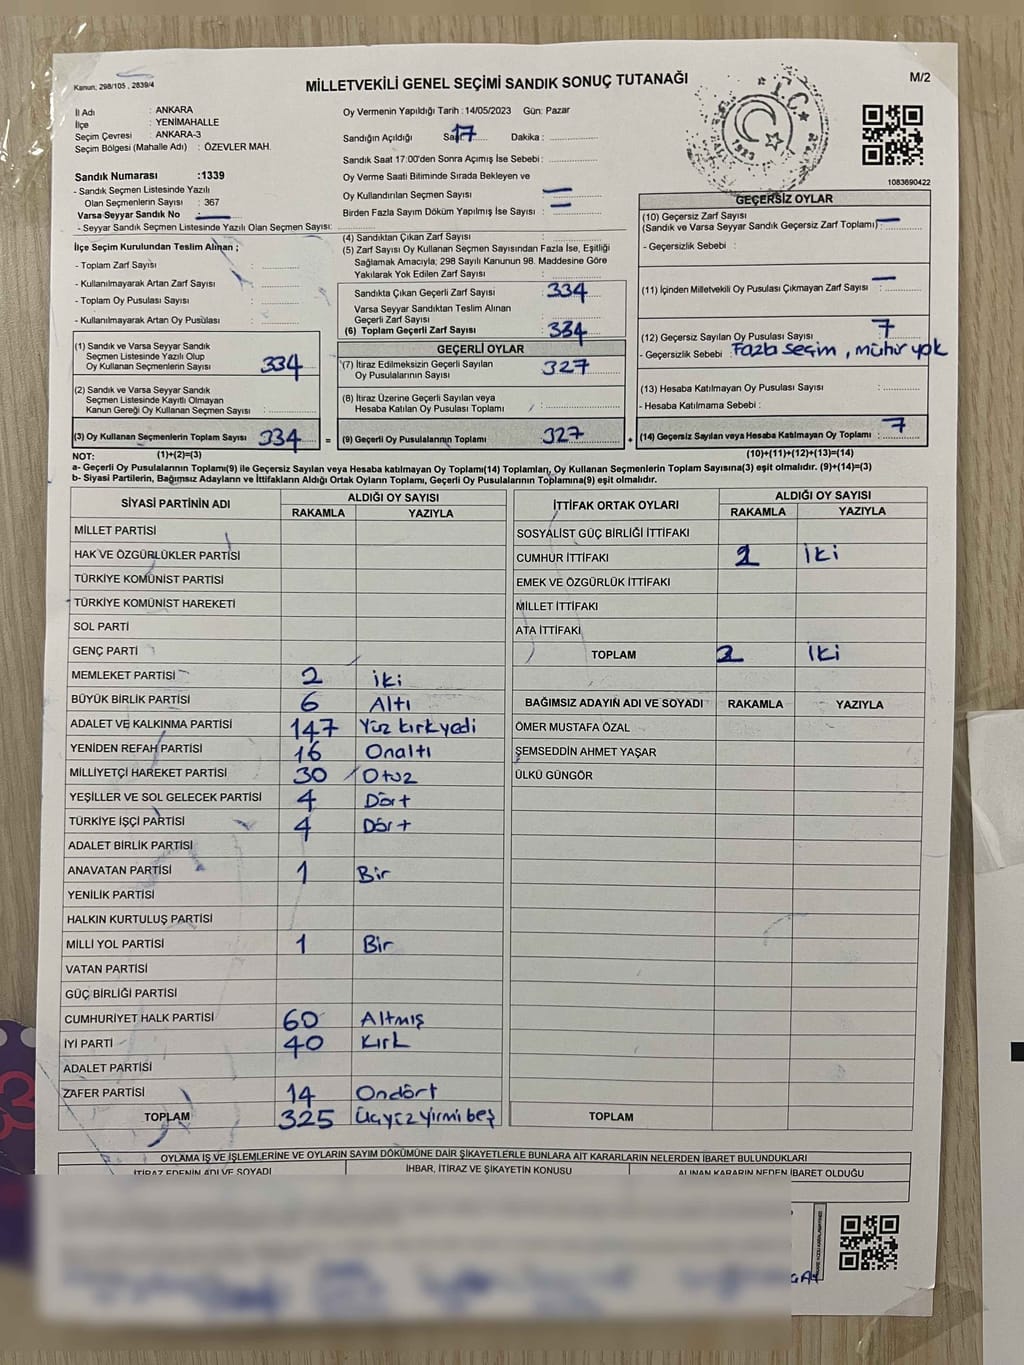 Kanun; 298/105 , 2839/4
MİLLETVEKİLİ GENEL SEÇİMİ SANDIK SONUÇ TUTANAĞI
M/2
İl Adı : ANKARA
İlçe : YENİMAHALLE
Seçim Çevresi : ANKARA-3
Seçim Bölgesi (Mahalle Adı) : ÖZEVLER MAH.
Oy Vermenin Yapıldığı Tarih : 14/05/2023 Gün: Pazar
Sandığın Açıldığı Saat 17 Dakika :
Sandık Saat 17:00'den Sonra Açımış İse Sebebi:
Oy Verme Saati Bitiminde Sırada Bekleyen ve
Oy Kullandırılan Seçmen Sayısı : —
Birden Fazla Sayım Döküm Yapılmış İse Sayısı : —
T.C.
1083690422
Sandık Numarası :1339
- Sandık Seçmen Listesinde Yazılı
Olan Seçmenlerin Sayısı : 367
Varsa Seyyar Sandık No : —
- Seyyar Sandık Seçmen Listesinde Yazılı Olan Seçmen Sayısı:
İlçe Seçim Kurulundan Teslim Alınan ;
- Toplam Zarf Sayısı :
- Kullanılmayarak Artan Zarf Sayısı :
- Toplam Oy Pusulası Sayısı :
- Kullanılmayarak Artan Oy Pusulası :
(1) Sandık ve Varsa Seyyar Sandık
Seçmen Listesinde Yazılı Olup
Oy Kullanan Seçmenlerin Sayısı : 334
(2) Sandık ve Varsa Seyyar Sandık
Seçmen Listesinde Kayıtlı Olmayan
Kanun Gereği Oy Kullanan Seçmen Sayısı :
(3) Oy Kullanan Seçmenlerin Toplam Sayısı 334 =
(4) Sandıktan Çıkan Zarf Sayısı :
(5) Zarf Sayısı Oy Kullanan Seçmen Sayısından Fazla İse, Eşitliği
Sağlamak Amacıyla; 298 Sayılı Kanunun 98. Maddesine Göre
Yakılarak Yok Edilen Zarf Sayısı :
Sandıkta Çıkan Geçerli Zarf Sayısı : 334
Varsa Seyyar Sandıktan Teslim Alınan
Geçerli Zarf Sayısı :
(6) Toplam Geçerli Zarf Sayısı : 334
GEÇERLİ OYLAR
(7) İtiraz Edilmeksizin Geçerli Sayılan
Oy Pusulalarının Sayısı : 327
(8) İtiraz Üzerine Geçerli Sayılan veya
Hesaba Katılan Oy Pusulası Toplamı :
(9) Geçerli Oy Pusulalarının Toplamı : 327 +
GEÇERSİZ OYLAR
(10) Geçersiz Zarf Sayısı
(Sandık ve Varsa Seyyar Sandık Geçersiz Zarf Toplamı) : —
- Geçersizlik Sebebi :
(11) İçinden Milletvekili Oy Pusulası Çıkmayan Zarf Sayısı : —
(12) Geçersiz Sayılan Oy Pusulası Sayısı : 7
- Geçersizlik Sebebi : Fazla seçim, mühür yok
(13) Hesaba Katılmayan Oy Pusulası Sayısı :
- Hesaba Katılmama Sebebi :
(14) Geçersiz Sayılan veya Hesaba Katılmayan Oy Toplamı : 7
NOT: (1)+(2)=(3) (10)+(11)+(12)+(13)=(14)
a- Geçerli Oy Pusulalarının Toplamı(9) ile Geçersiz Sayılan veya Hesaba katılmayan Oy Toplamı(14) Toplamları, Oy Kullanan Seçmenlerin Toplam Sayısına(3) eşit olmalıdır. (9)+(14)=(3)
b- Siyasi Partilerin, Bağımsız Adayların ve İttifakların Aldığı Ortak Oyların Toplamı, Geçerli Oy Pusulalarının Toplamına(9) eşit olmalıdır.
SİYASİ PARTİNİN ADI ALDIĞI OY SAYISI
RAKAMLA YAZIYLA
MİLLET PARTİSİ
HAK VE ÖZGÜRLÜKLER PARTİSİ
TÜRKİYE KOMÜNİST PARTİSİ
TÜRKİYE KOMÜNİST HAREKETİ
SOL PARTİ
GENÇ PARTİ
MEMLEKET PARTİSİ 2 iki
BÜYÜK BİRLİK PARTİSİ 6 Altı
ADALET VE KALKINMA PARTİSİ 147 Yüz kırkyedi
YENİDEN REFAH PARTİSİ 16 Onaltı
MİLLİYETÇİ HAREKET PARTİSİ 30 Otuz
YEŞİLLER VE SOL GELECEK PARTİSİ 4 Dört
TÜRKİYE İŞÇİ PARTİSİ 4 Dört
ADALET BİRLİK PARTİSİ
ANAVATAN PARTİSİ 1 Bir
YENİLİK PARTİSİ
HALKIN KURTULUŞ PARTİSİ
MİLLİ YOL PARTİSİ 1 Bir
VATAN PARTİSİ
GÜÇ BİRLİĞİ PARTİSİ
CUMHURİYET HALK PARTİSİ 60 Altmış
İYİ PARTİ 40 Kırk
ADALET PARTİSİ
ZAFER PARTİSİ 14 Ondört
TOPLAM 325 Üçyüz yirmi beş
İTTİFAK ORTAK OYLARI ALDIĞI OY SAYISI
RAKAMLA YAZIYLA
SOSYALİST GÜÇ BİRLİĞİ İTTİFAKI
CUMHUR İTTİFAKI 2 İki
EMEK VE ÖZGÜRLÜK İTTİFAKI
MİLLET İTTİFAKI
ATA İTTİFAKI
TOPLAM 2 İki
BAĞIMSIZ ADAYIN ADI VE SOYADI RAKAMLA YAZIYLA
ÖMER MUSTAFA ÖZAL
ŞEMSEDDİN AHMET YAŞAR
ÜLKÜ GÜNGÖR
TOPLAM
OYLAMA İŞ VE İŞLEMLERİNE VE OYLARIN SAYIM DÖKÜMÜNE DAİR ŞİKAYETLERLE BUNLARA AİT KARARLARIN NELERDEN İBARET BULUNDUKLARI
İTİRAZ EDENİN ADI VE SOYADI İHBAR, İTİRAZ VE ŞİKAYETİN KONUSU ALINAN KARARIN NEDEN İBARET OLDUĞU